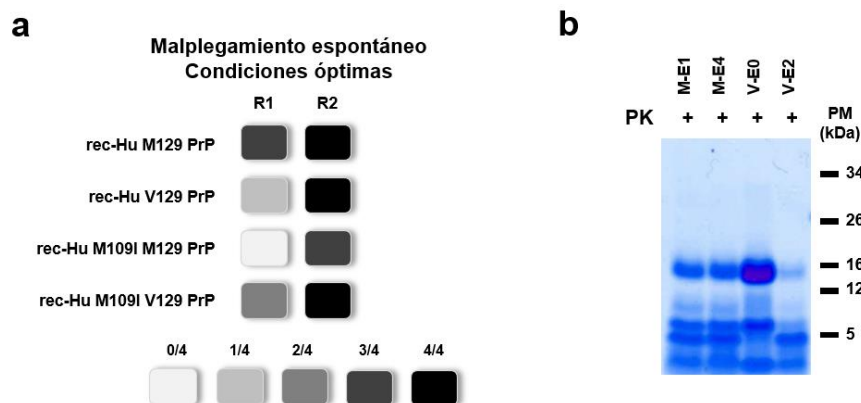 a
Malplegamiento espontáneo
Condiciones óptimas
R1 R2
rec-Hu M129 PrP
rec-Hu V129 PrP
rec-Hu M109I M129 PrP
rec-Hu M109I V129 PrP
0/4 1/4 2/4 3/4 4/4
b
M-E1 M-E4 V-E0 V-E2
PK + + + + PM
(kDa)
34
26
16
12
5